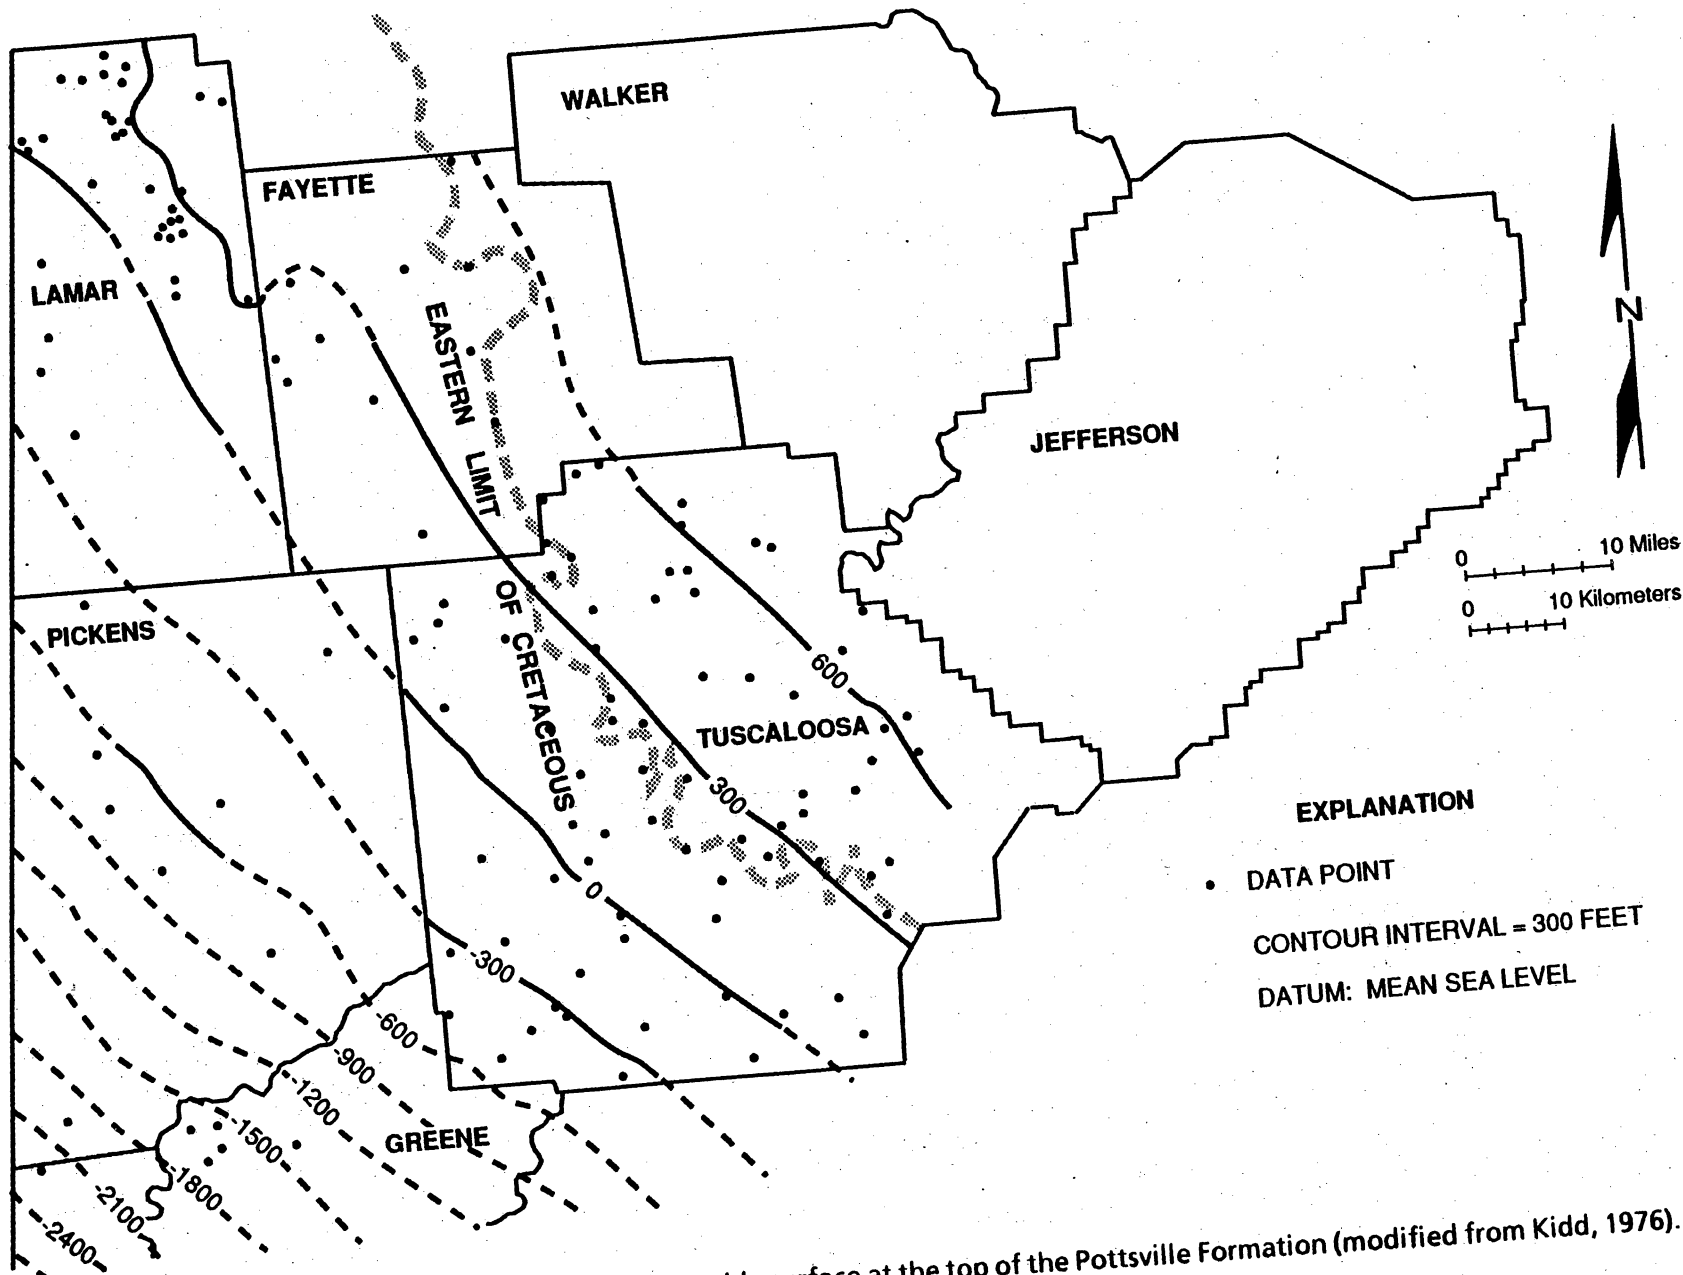 WALKER
FAYETTE
LAMAR
EASTERN LIMIT
OF CRETACEOUS
JEFFERSON
N
0 10 Miles
0 10 Kilometers
PICKENS
600
TUSCALOOSA
300
0
-300
-600
-900
-1200
-1500
-1800
-2100
-2400
GREENE
EXPLANATION
DATA POINT
CONTOUR INTERVAL = 300 FEET
DATUM: MEAN SEA LEVEL
at the top of the Pottsville Formation (modified from Kidd, 1976).